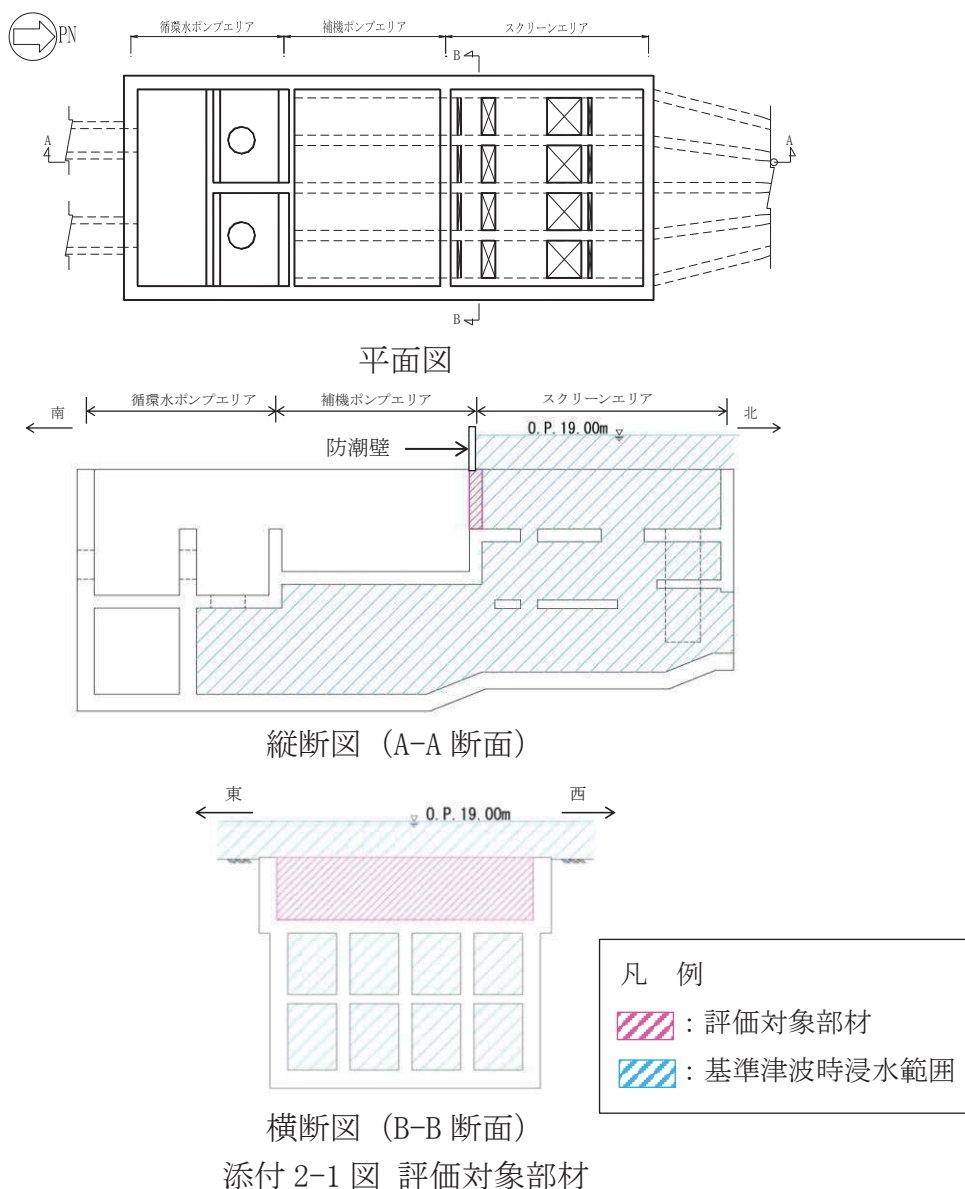 PN
循環水ポンプエリア 補機ポンプエリア スクリーンエリア
B
A A
B
平面図
南 循環水ポンプエリア 補機ポンプエリア スクリーンエリア 北
O.P.19.00m
防潮壁
縦断図 (A-A 断面)
東 西
O.P.19.00m
横断図 (B-B 断面)
凡 例
:評価対象部材
:基準津波時浸水範囲
添付 2-1 図 評価対象部材